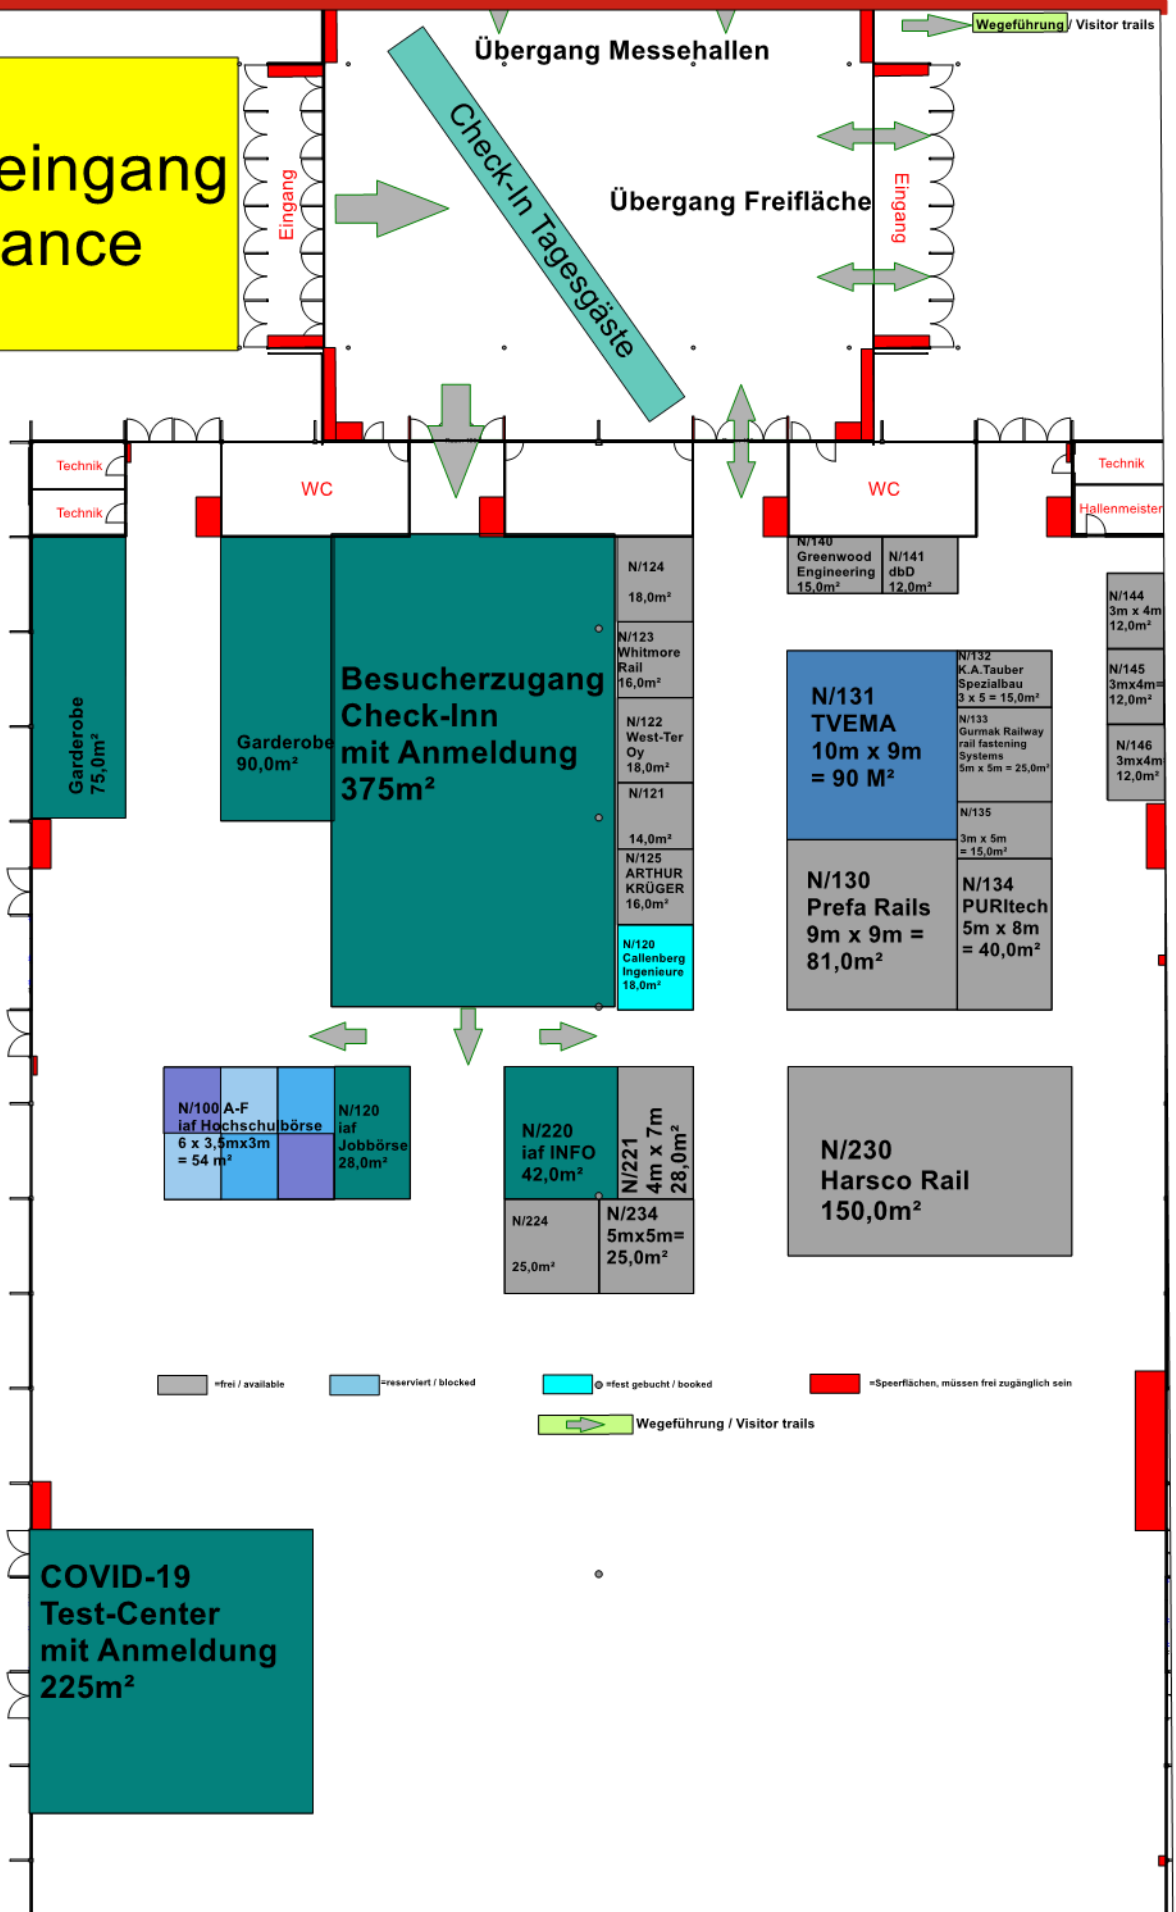 Wegeführung / Visitor trails
Übergang Messehallen
eingang
ance
Eingang
Check-In Tagesgäste
Übergang Freifläche
Eingang
Technik
Technik
WC
WC
Technik
Hallenmeister
Garderobe
75,0m²
Garderobe
90,0m²
Besucherzugang
Check-Inn
mit Anmeldung
375m²
N/124
18,0m²
N/123
Whitmore
Rail
16,0m²
N/122
West-Ter
Oy
18,0m²
N/121
14,0m²
N/125
ARTHUR
KRÜGER
16,0m²
N/120
Callenberg
Ingenieure
18,0m²
N/140
Greenwood
Engineering
15,0m²
N/141
dbD
12,0m²
N/131
TVEMA
10m x 9m
= 90 M²
N/132
K.A.Tauber
Spezialbau
3 x 5 = 15,0m²
N/133
Gurmak Railway
rail fastening
Systems
5m x 5m = 25,0m²
N/135
3m x 5m
= 15,0m²
N/130
Prefa Rails
9m x 9m =
81,0m²
N/134
PURItech
5m x 8m
= 40,0m²
N/144
3m x 4m
12,0m²
N/145
3mx4m=
12,0m²
N/146
3mx4m
12,0m²
N/100 A-F
iaf Hochschulbörse
6 x 3,5mx3m
= 54 m²
N/120
iaf
Jobbörse
28,0m²
N/220
iaf INFO
42,0m²
N/221
4m x 7m
28,0m²
N/224
25,0m²
N/234
5mx5m=
25,0m²
N/230
Harsco Rail
150,0m²
=frei / available
=reserviert / blocked
=fest gebucht / booked
=Speerflächen, müssen frei zugänglich sein
Wegeführung / Visitor trails
COVID-19
Test-Center
mit Anmeldung
225m²